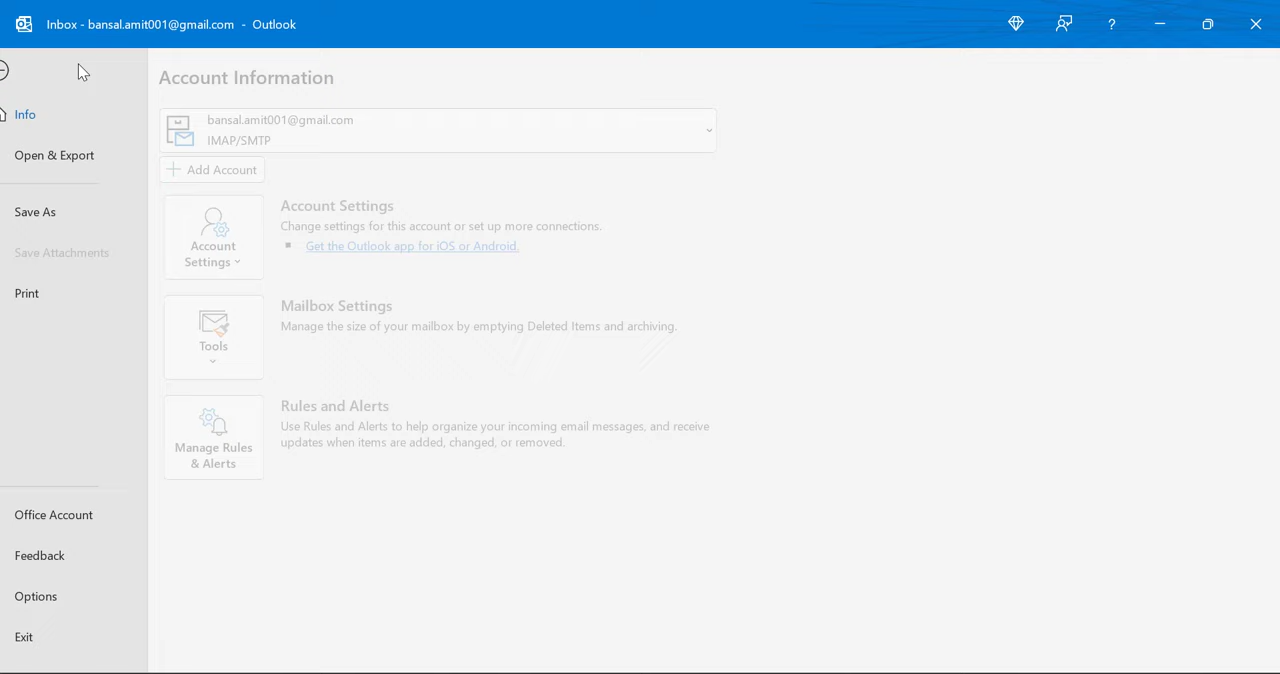 Inbox - bansal.amit001@gmail.com - Outlook
?
Account Information
Info
bansal.amit001@gmail.com
IMAP/SMTP
Open & Export
Add Account
Save As
Account Settings
Account Settings
Change settings for this account or set up more connections.
Get the Outlook app for iOS or Android.
Save Attachments
Print
Tools
Mailbox Settings
Manage the size of your mailbox by emptying Deleted Items and archiving.
Manage Rules
& Alerts
Rules and Alerts
Use Rules and Alerts to help organize your incoming email messages, and receive
updates when items are added, changed, or removed.
Office Account
Feedback
Options
Exit